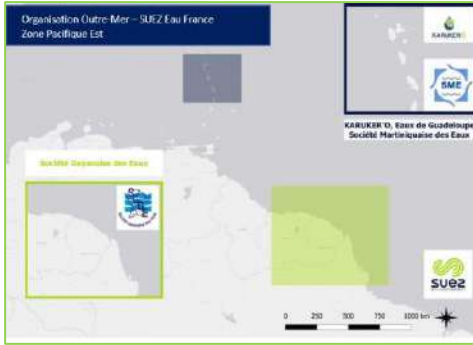 Organisation Outre-Mer – SUEZ Eau France
Zone Pacifique Est
KARUKER'O
SME
KARUKER'O, Eaux de Guadeloupe
Société Martiniquaise des Eaux
Société Guyanaise des Eaux
suez
0 250 500 750 1000 km